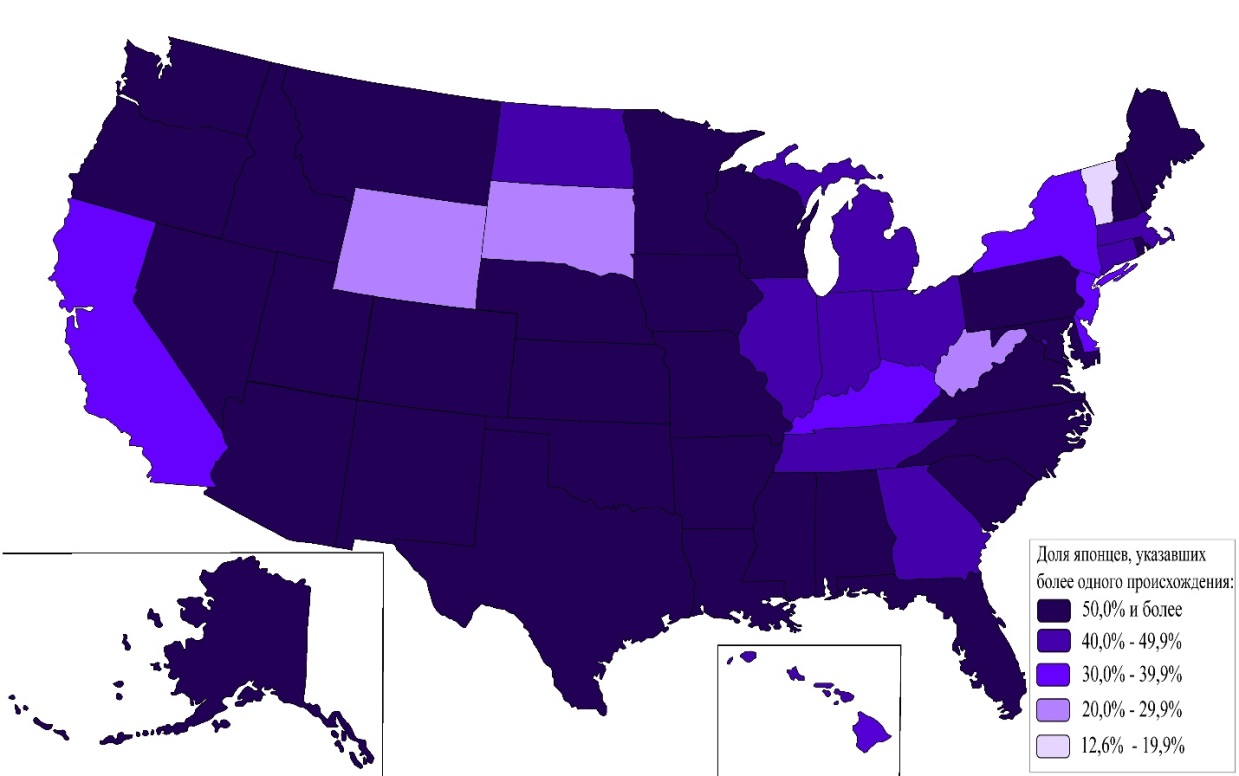 Доля японцев, указавших
более одного происхождения:
50,0% и более
40,0% - 49,9%
30,0% - 39,9%
20,0% - 29,9%
12,6% - 19,9%